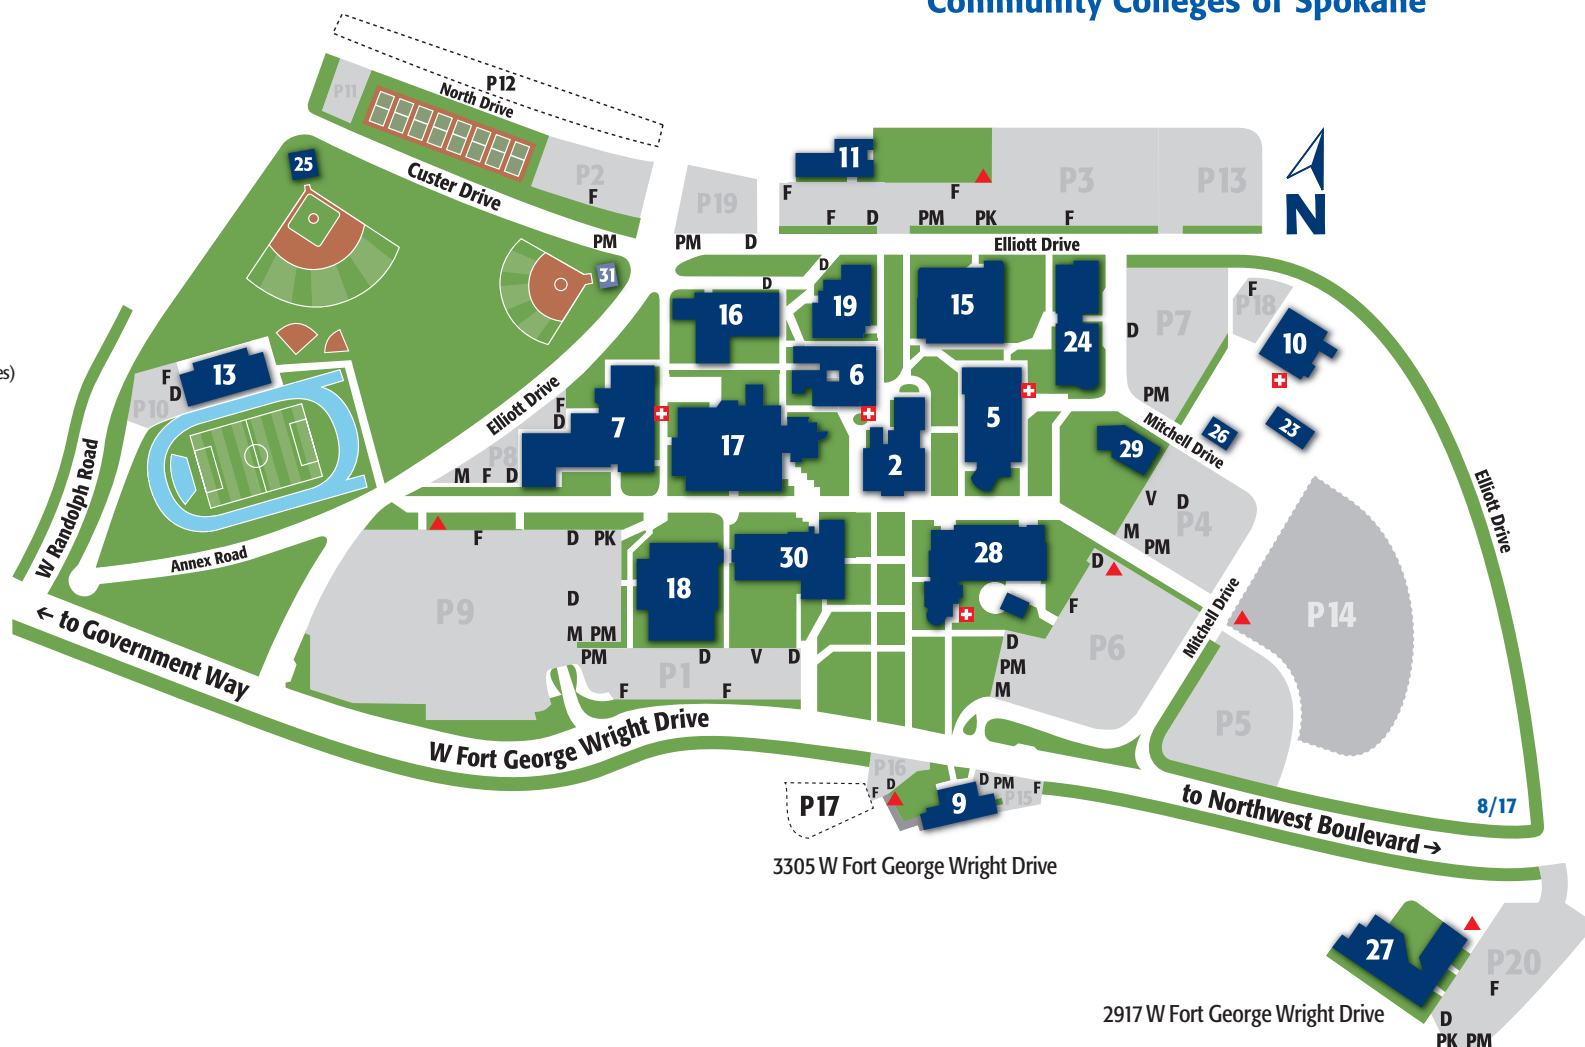 Community Colleges of Spokane
P12
North Drive
P11
25
Custer Drive
P2
F
11
F
F
P3
P13
P19
F
D
PM
PK
F
N
PM
PM
D
Elliott Drive
31
D
D
16
19
15
24
D
P7
F
P18
10
es)
F
D
13
P10
6
PM
Elliott Drive
F
D
7
17
5
2
Mitchell Drive
26
23
29
W Randolph Road
P8
M F D
V
D
P4
M
PM
Elliott Drive
Annex Road
F
D
PK
30
28
D
18
P9
D
F
P14
M PM
Mitchell Drive
P6
← to Government Way
PM
D
V
D
P1
F
F
D
PM
M
P5
W Fort George Wright Drive
P16
D
F
P17
9
D PM
F
P15
to Northwest Boulevard →
8/17
3305 W Fort George Wright Drive
27
P20
F
2917 W Fort George Wright Drive
D
PK PM